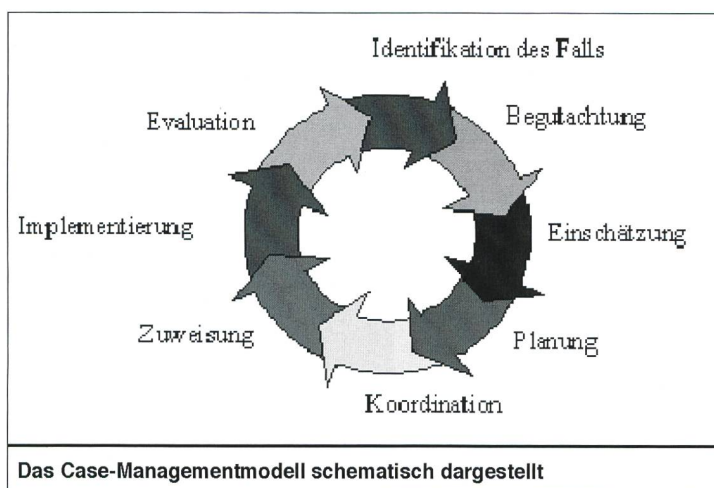 Identifikation des Falls
Begutachtung
Einschätzung
Planung
Koordination
Zuweisung
Implementierung
Evaluation
Das Case-Managementmodell schematisch dargestellt